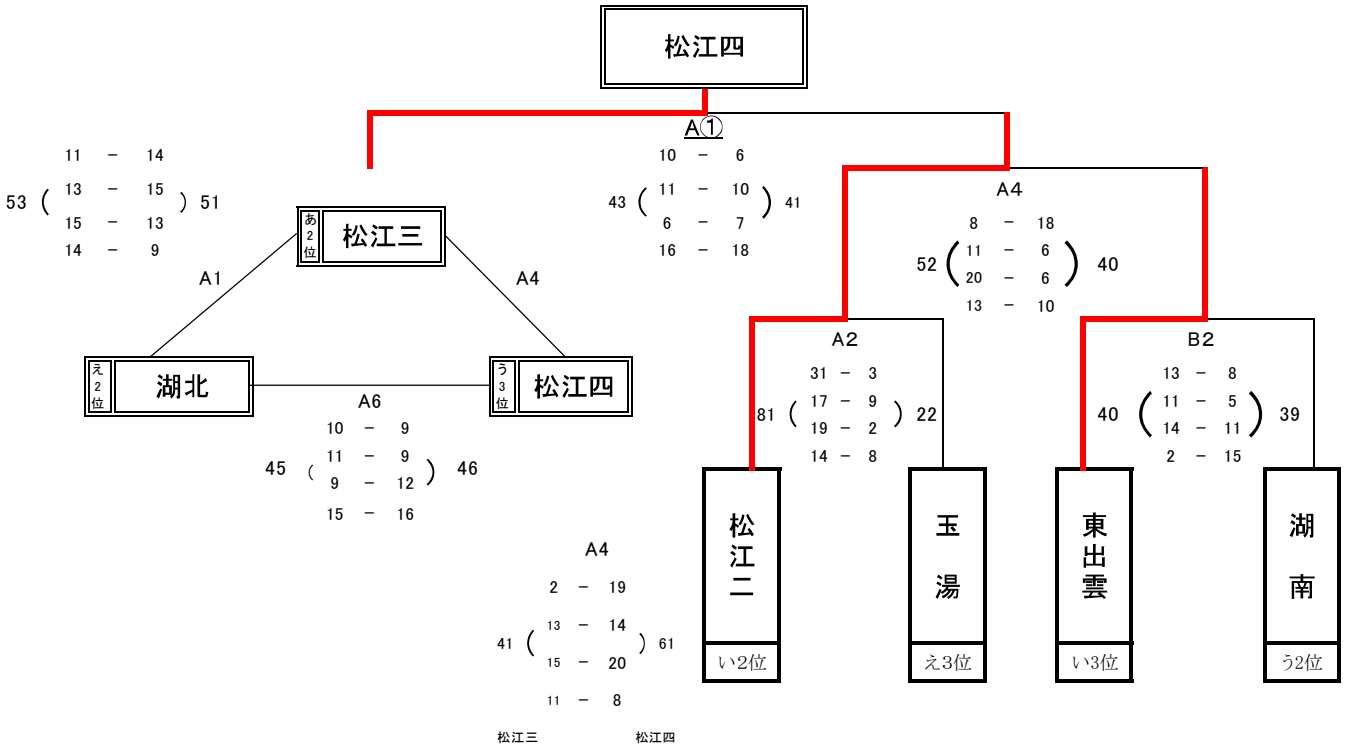 松江四
A①
10 － 6
43 ( 11 － 10 ) 41
6 － 7
16 － 18
11 － 14
53 ( 13 － 15 ) 51
15 － 13
14 － 9
あ2位 松江三
A1
A4
え2位 湖北
う3位 松江四
A6
10 － 9
11 － 9
45 ( 9 － 12 ) 46
15 － 16
A4
8 － 18
52 ( 11 － 6 ) 40
20 － 6
13 － 10
A2
31 － 3
17 － 9
81 ( 19 － 2 ) 22
14 － 8
B2
13 － 8
11 － 5
40 ( 14 － 11 ) 39
2 － 15
松江二
い2位
玉湯
え3位
東出雲
い3位
湖南
う2位
A4
2 － 19
13 － 14
41 ( ) 61
15 － 20
11 － 8
松江三 松江四